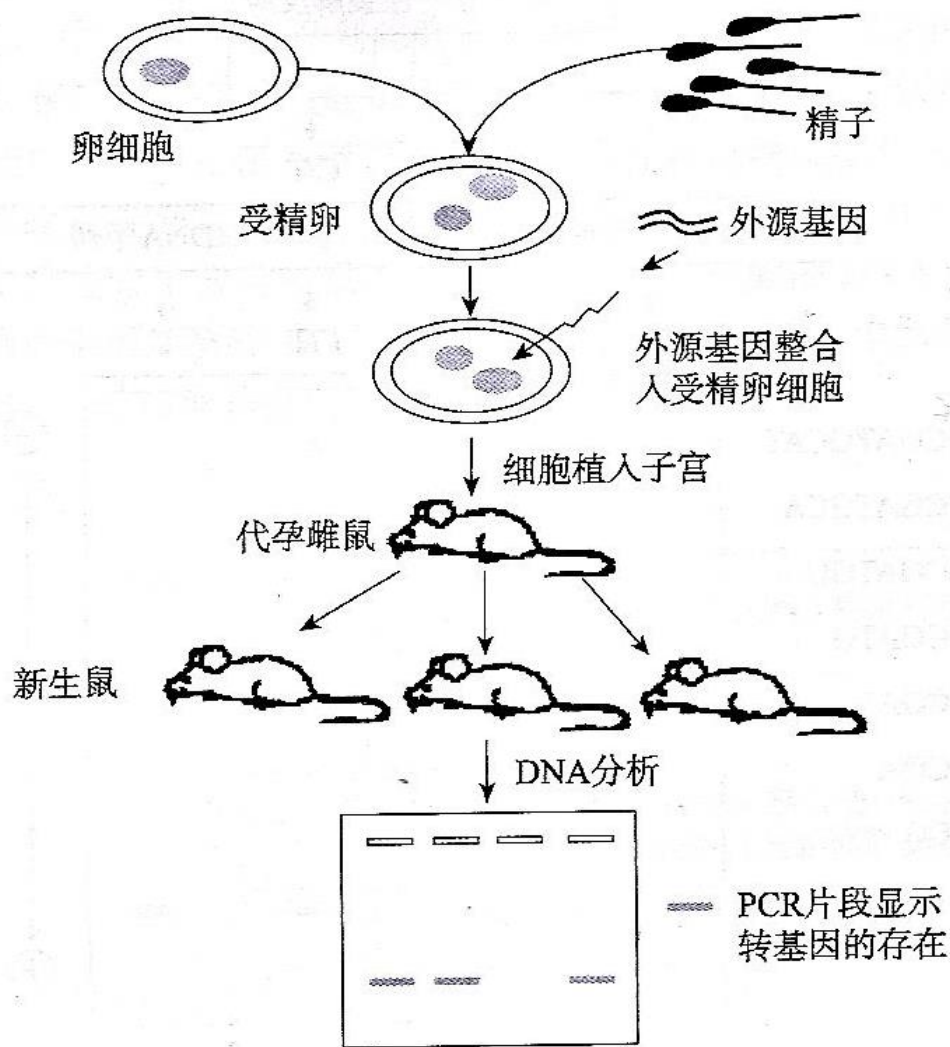 卵细胞
精子
受精卵
外源基因
外源基因整合
人受精卵细胞
细胞植入子宫
代孕雌鼠
新生鼠
DNA分析
PCR片段显示
转基因的存在